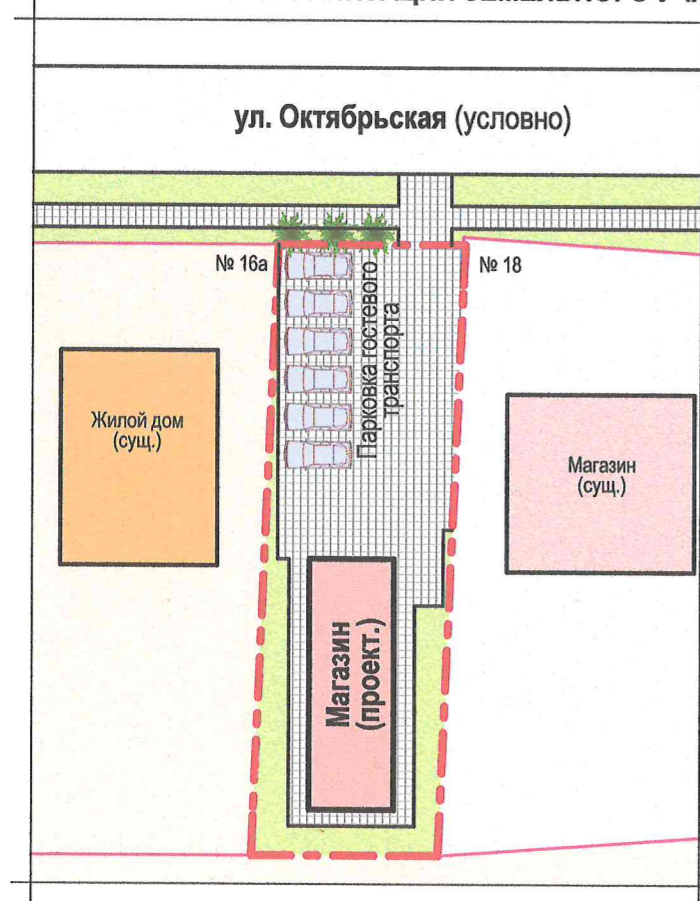 ул. Октябрьская (условно)
№ 16а
№ 18
Парковка гостевого
транспорта
Жилой дом
(сущ.)
Магазин
(сущ.)
Магазин
(проект.)